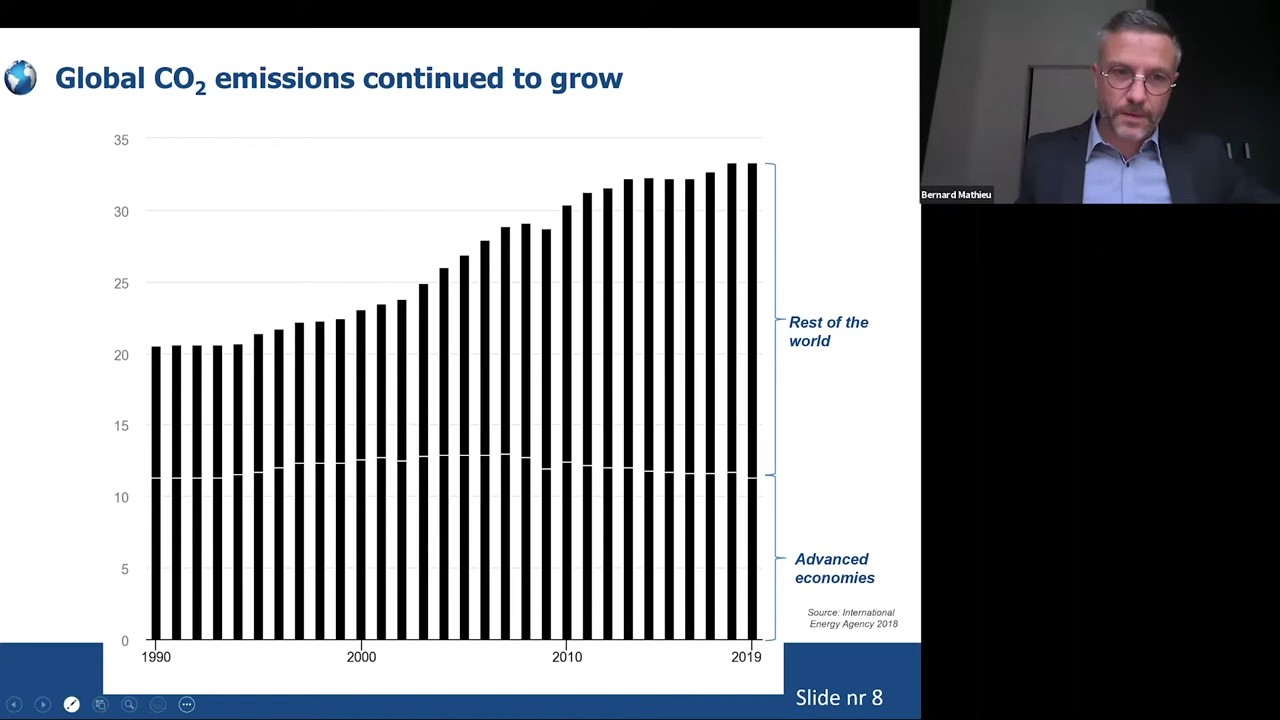 Global CO₂ emissions continued to grow
35
30
25
20
15
10
5
0
1990
2000
2010
2019
Rest of the
world
Advanced
economies
Source: International
Energy Agency 2018
Slide nr 8
Bernard Mathieu